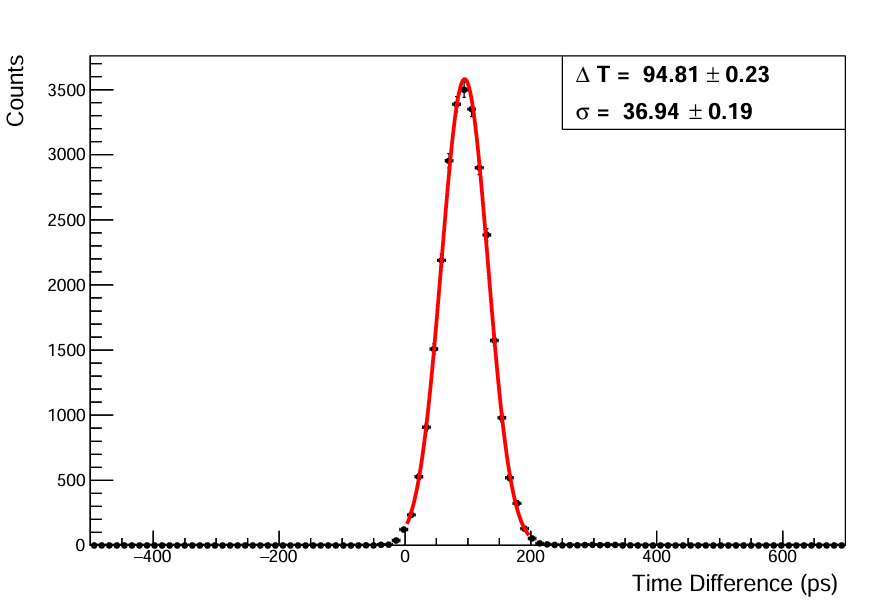 Counts
Δ T = 94.81 ± 0.23
σ = 36.94 ± 0.19
3500
3000
2500
2000
1500
1000
500
0
−400 −200 0 200 400 600
Time Difference (ps)